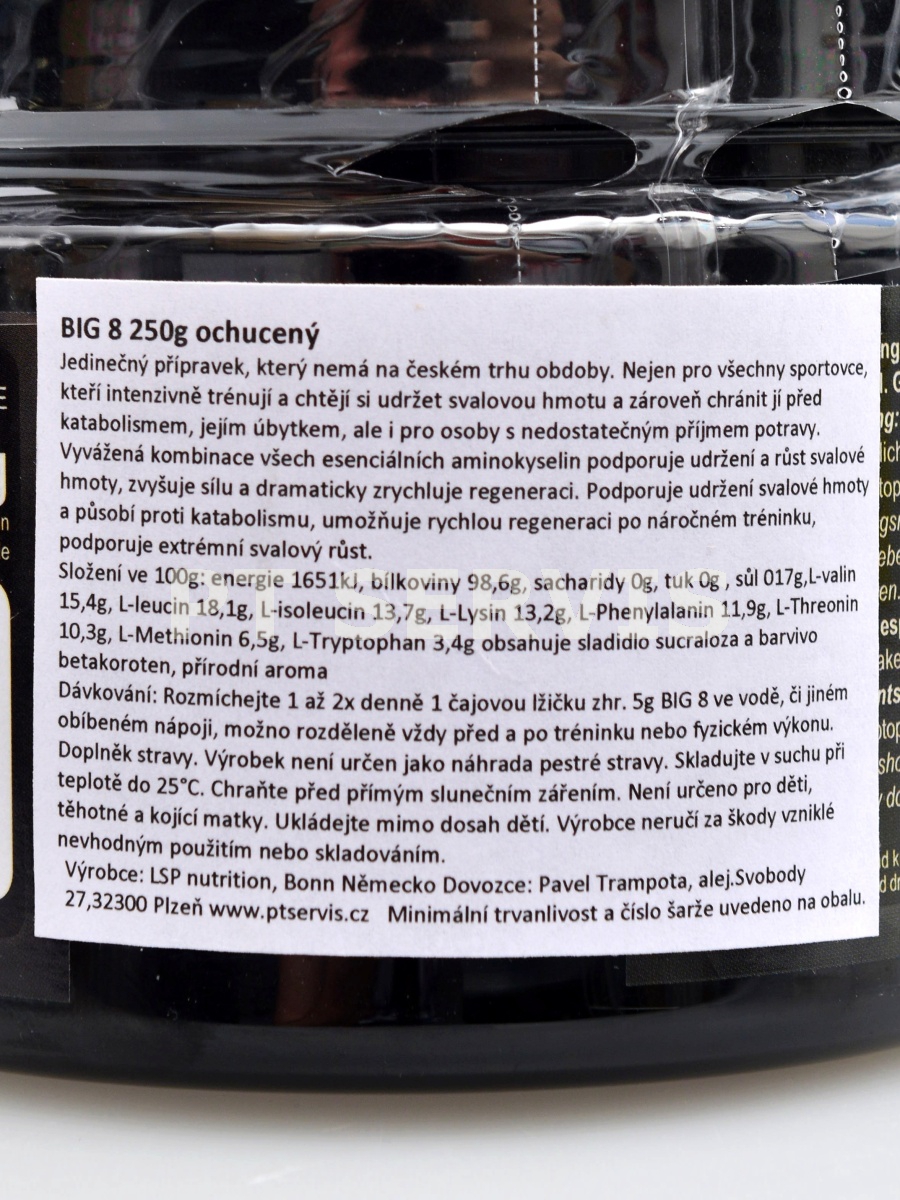 BIG 8 250g ochucený
Jedinečný přípravek, který nemá na českém trhu obdoby. Nejen pro všechny sportovce,
kteří intenzivně trénují a chtějí si udržet svalovou hmotu a zároveň chránit jí před
katabolismem, jejím úbytkem, ale i pro osoby s nedostatečným příjmem potravy.
Vyvážená kombinace všech esenciálních aminokyselin podporuje udržení a růst svalové
hmoty, zvyšuje sílu a dramaticky zrychluje regeneraci. Podporuje udržení svalové hmoty
a působí proti katabolismu, umožňuje rychlou regeneraci po náročném tréninku,
podporuje extrémní svalový růst.
Složení ve 100g: energie 1651kJ, bílkoviny 98,6g, sacharidy 0g, tuk 0g , sůl 017g,L-valin
15,4g, L-leucin 18,1g, L-isoleucin 13,7g, L-Lysin 13,2g, L-Phenylalanin 11,9g, L-Threonin
10,3g, L-Methionin 6,5g, L-Tryptophan 3,4g obsahuje sladidlo sucraloza a barvivo
betakoroten, přírodní aroma
Dávkování: Rozmíchejte 1 až 2x denně 1 čajovou lžičku zhr. 5g BIG 8 ve vodě, či jiném
obíbeném nápoji, možno rozděleně vždy před a po tréninku nebo fyzickém výkonu.
Doplněk stravy. Výrobek není určen jako náhrada pestré stravy. Skladujte v suchu při
teplotě do 25°C. Chraňte před přímým slunečním zářením. Není určeno pro děti,
těhotné a kojící matky. Ukládejte mimo dosah dětí. Výrobce neručí za škody vzniklé
nevhodným použitím nebo skladováním.
Výrobce: LSP nutrition, Bonn Německo Dovozce: Pavel Trampota, alej.Svobody
27,32300 Plzeň www.ptservis.cz Minimální trvanlivost a číslo šarže uvedeno na obalu.
PT SERVIS